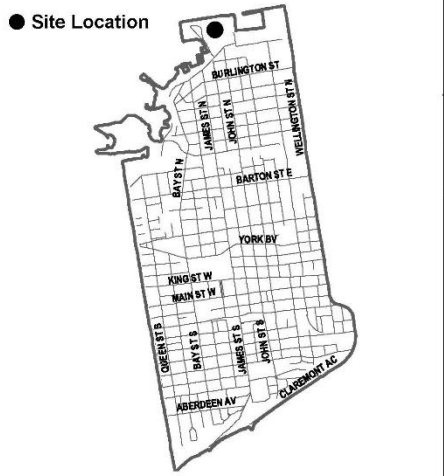 Site Location
BURLINGTON ST
JAMES ST N
JOHN ST N
WELLINGTON ST N
BAY ST N
BARTON ST E
YORK BV
KING ST W
MAIN ST W
QUEEN ST S
BAY ST S
JAMES ST S
JOHN ST S
CLAREMONT AC
ABERDEEN AV